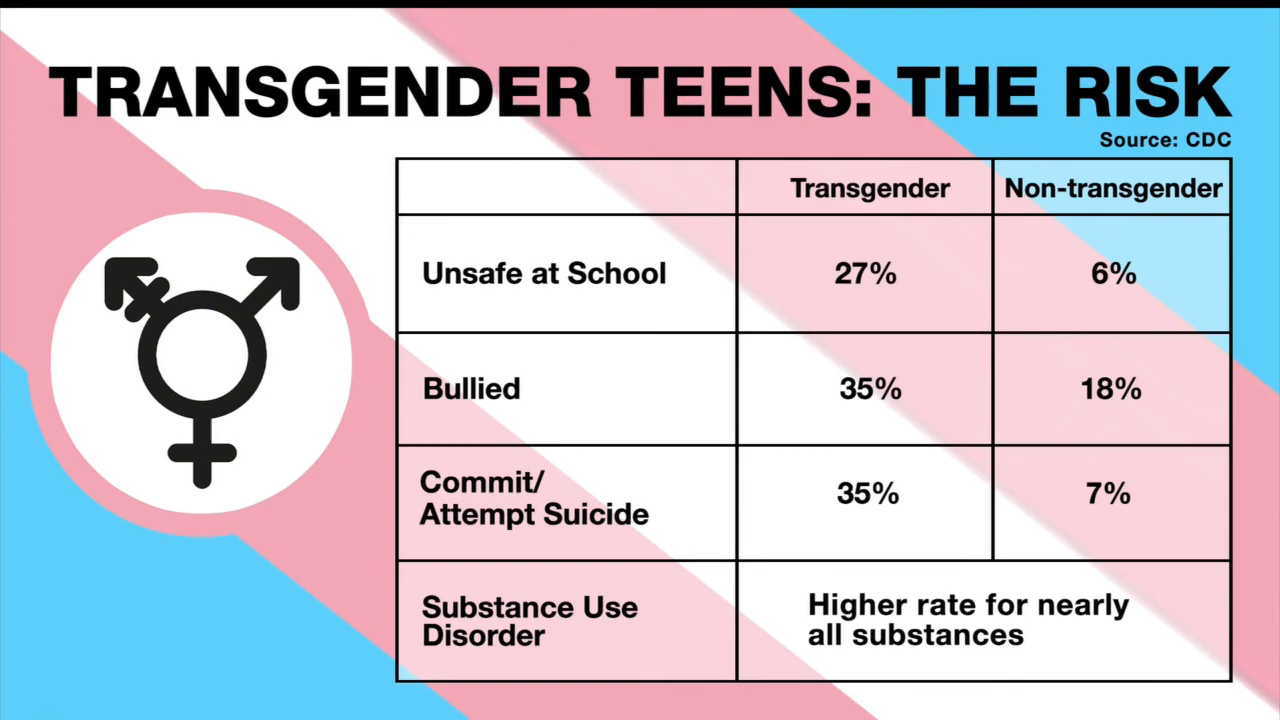 TRANSGENDER TEENS: THE RISK
Source: CDC
Transgender Non-transgender
Unsafe at School 27% 6%
Bullied 35% 18%
Commit/
Attempt Suicide 35% 7%
Substance Use
Disorder
Higher rate for nearly
all substances